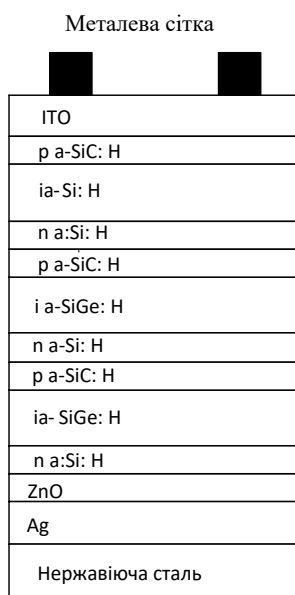 Металева сітка
ITO
p a-SiC: H
ia-Si: H
n a:Si: H
p a-SiC: H
i a-SiGe: H
n a-Si: H
p a-SiC: H
ia- SiGe: H
n a:Si: H
ZnO
Ag
Нержавіюча сталь